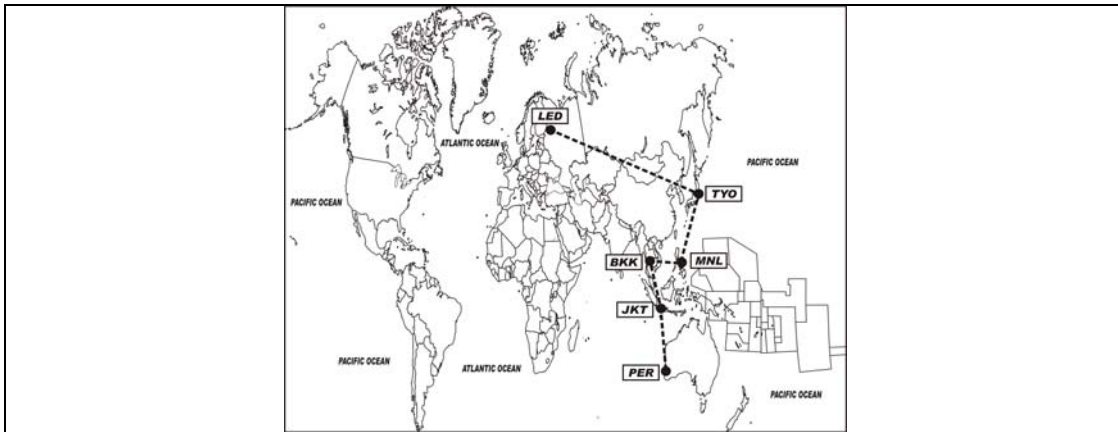 LED
ATLANTIC OCEAN
PACIFIC OCEAN
TYO
PACIFIC OCEAN
BKK
MNL
JKT
PACIFIC OCEAN
ATLANTIC OCEAN
PER
PACIFIC OCEAN